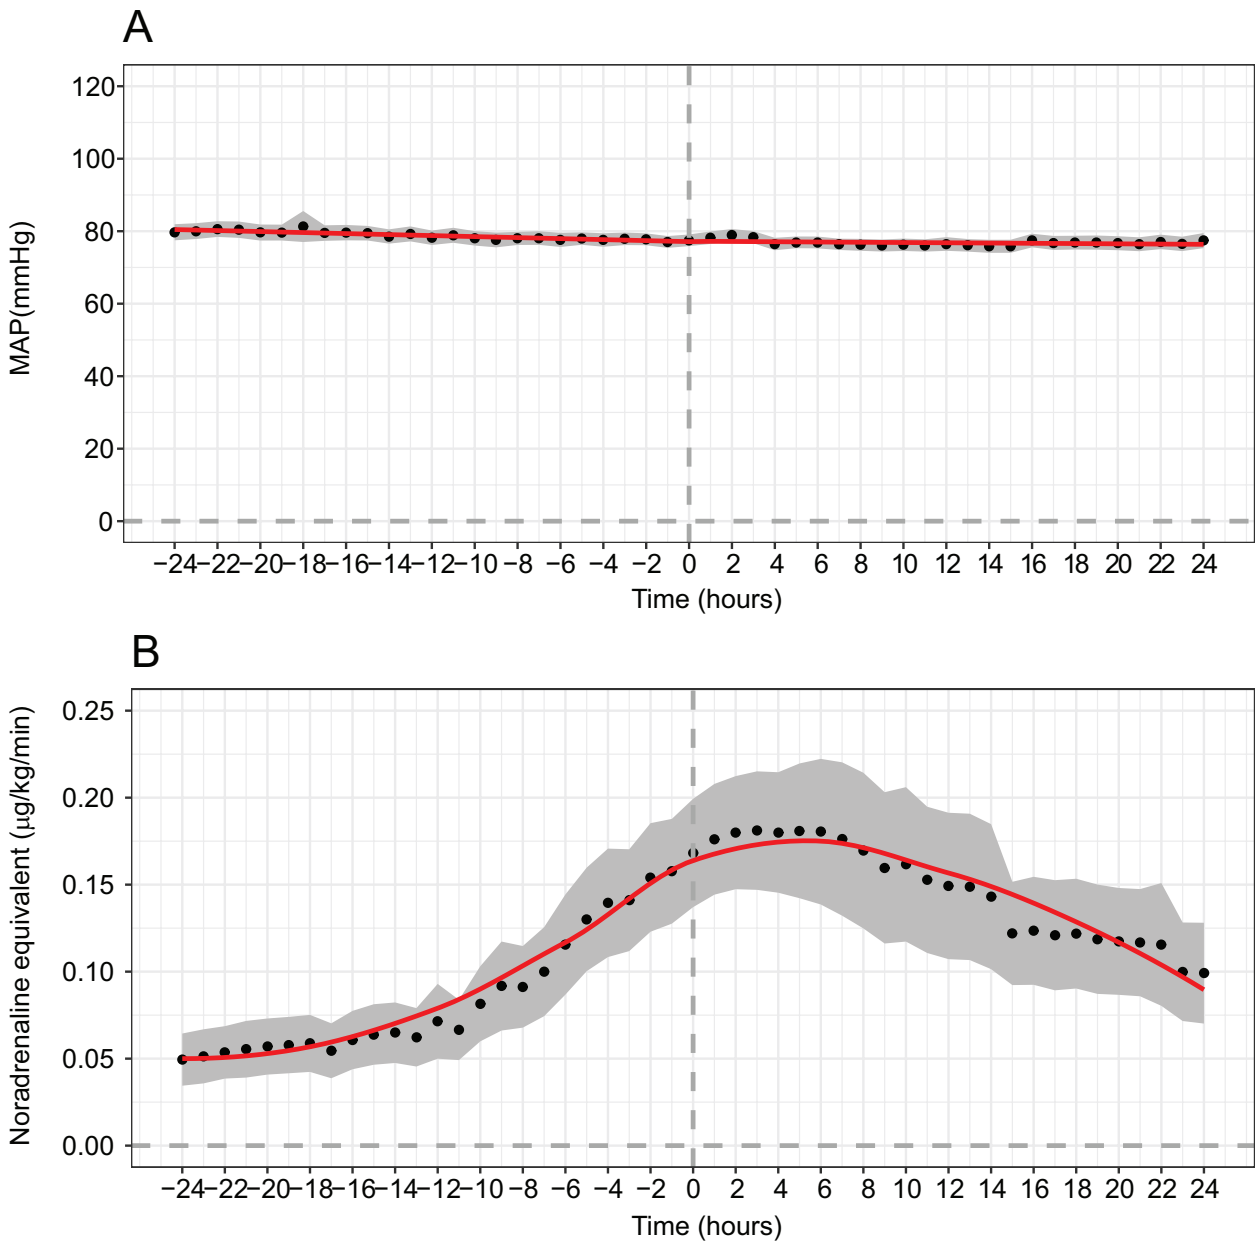 A
120
100
80
60
40
20
0
MAP(mmHg)
−24 −22 −20 −18 −16 −14 −12 −10 −8 −6 −4 −2 0 2 4 6 8 10 12 14 16 18 20 22 24
Time (hours)
B
0.25
0.20
0.15
0.10
0.05
0.00
Noradrenaline equivalent (μg/kg/min)
−24 −22 −20 −18 −16 −14 −12 −10 −8 −6 −4 −2 0 2 4 6 8 10 12 14 16 18 20 22 24
Time (hours)